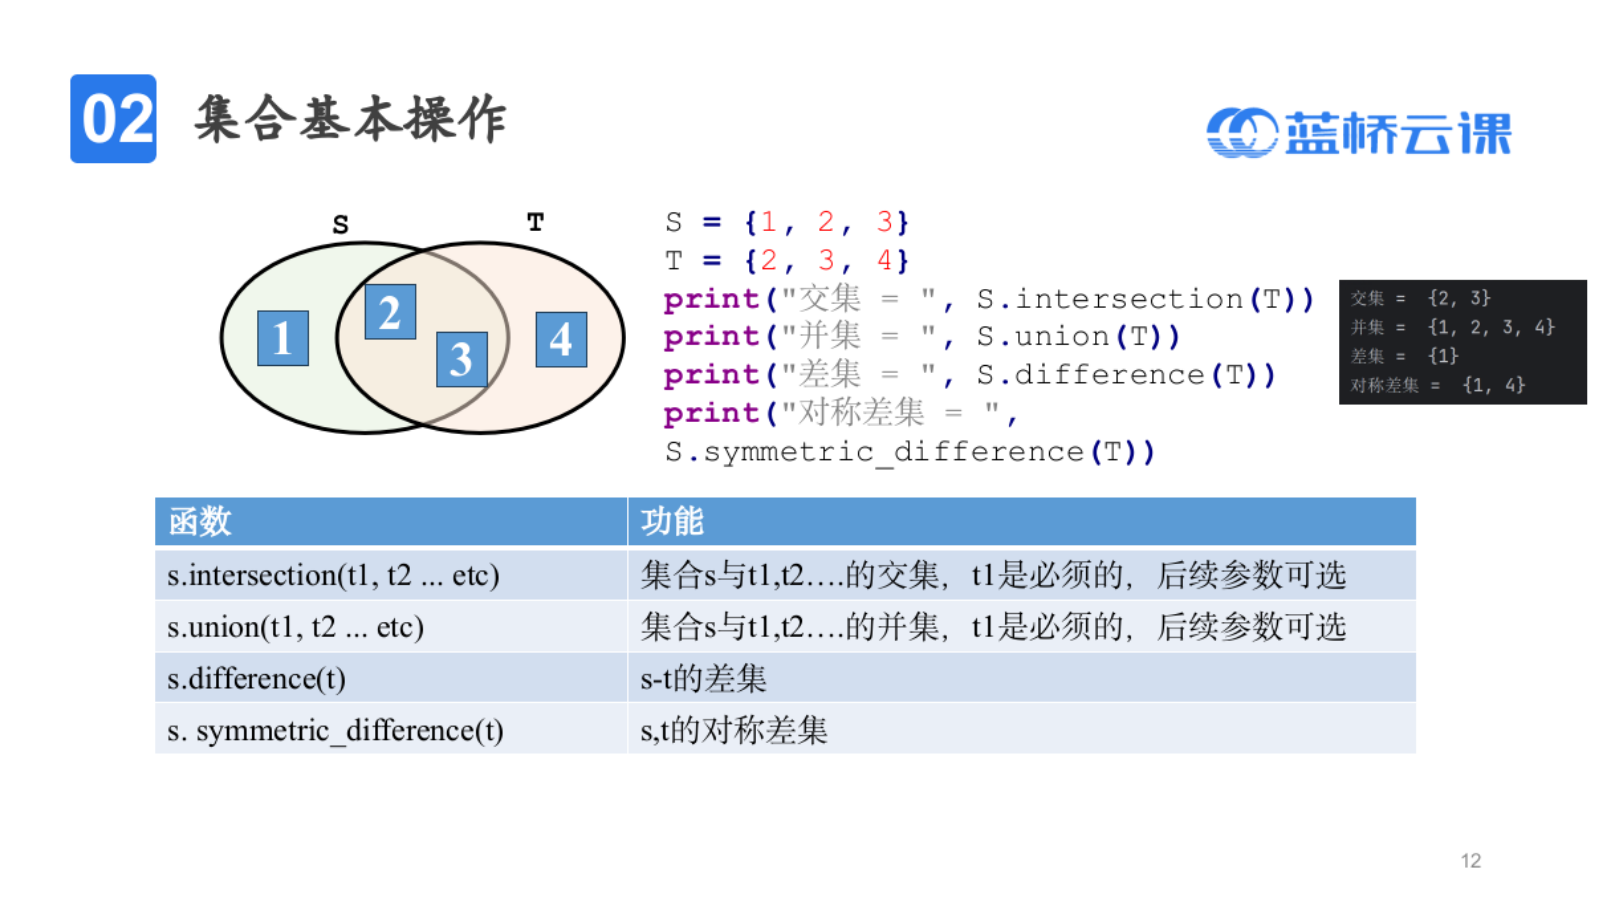 02 集合基本操作
蓝桥云课
S T
1 2 3 4
S = {1, 2, 3}
T = {2, 3, 4}
print("交集 = ", S.intersection(T))
print("并集 = ", S.union(T))
print("差集 = ", S.difference(T))
print("对称差集 = ",
S.symmetric_difference(T))
交集 = {2, 3}
并集 = {1, 2, 3, 4}
差集 = {1}
对称差集 = {1, 4}
函数 功能
s.intersection(t1, t2 ... etc) 集合s与t1,t2….的交集，t1是必须的，后续参数可选
s.union(t1, t2 ... etc) 集合s与t1,t2….的并集，t1是必须的，后续参数可选
s.difference(t) s-t的差集
s. symmetric_difference(t) s,t的对称差集
12